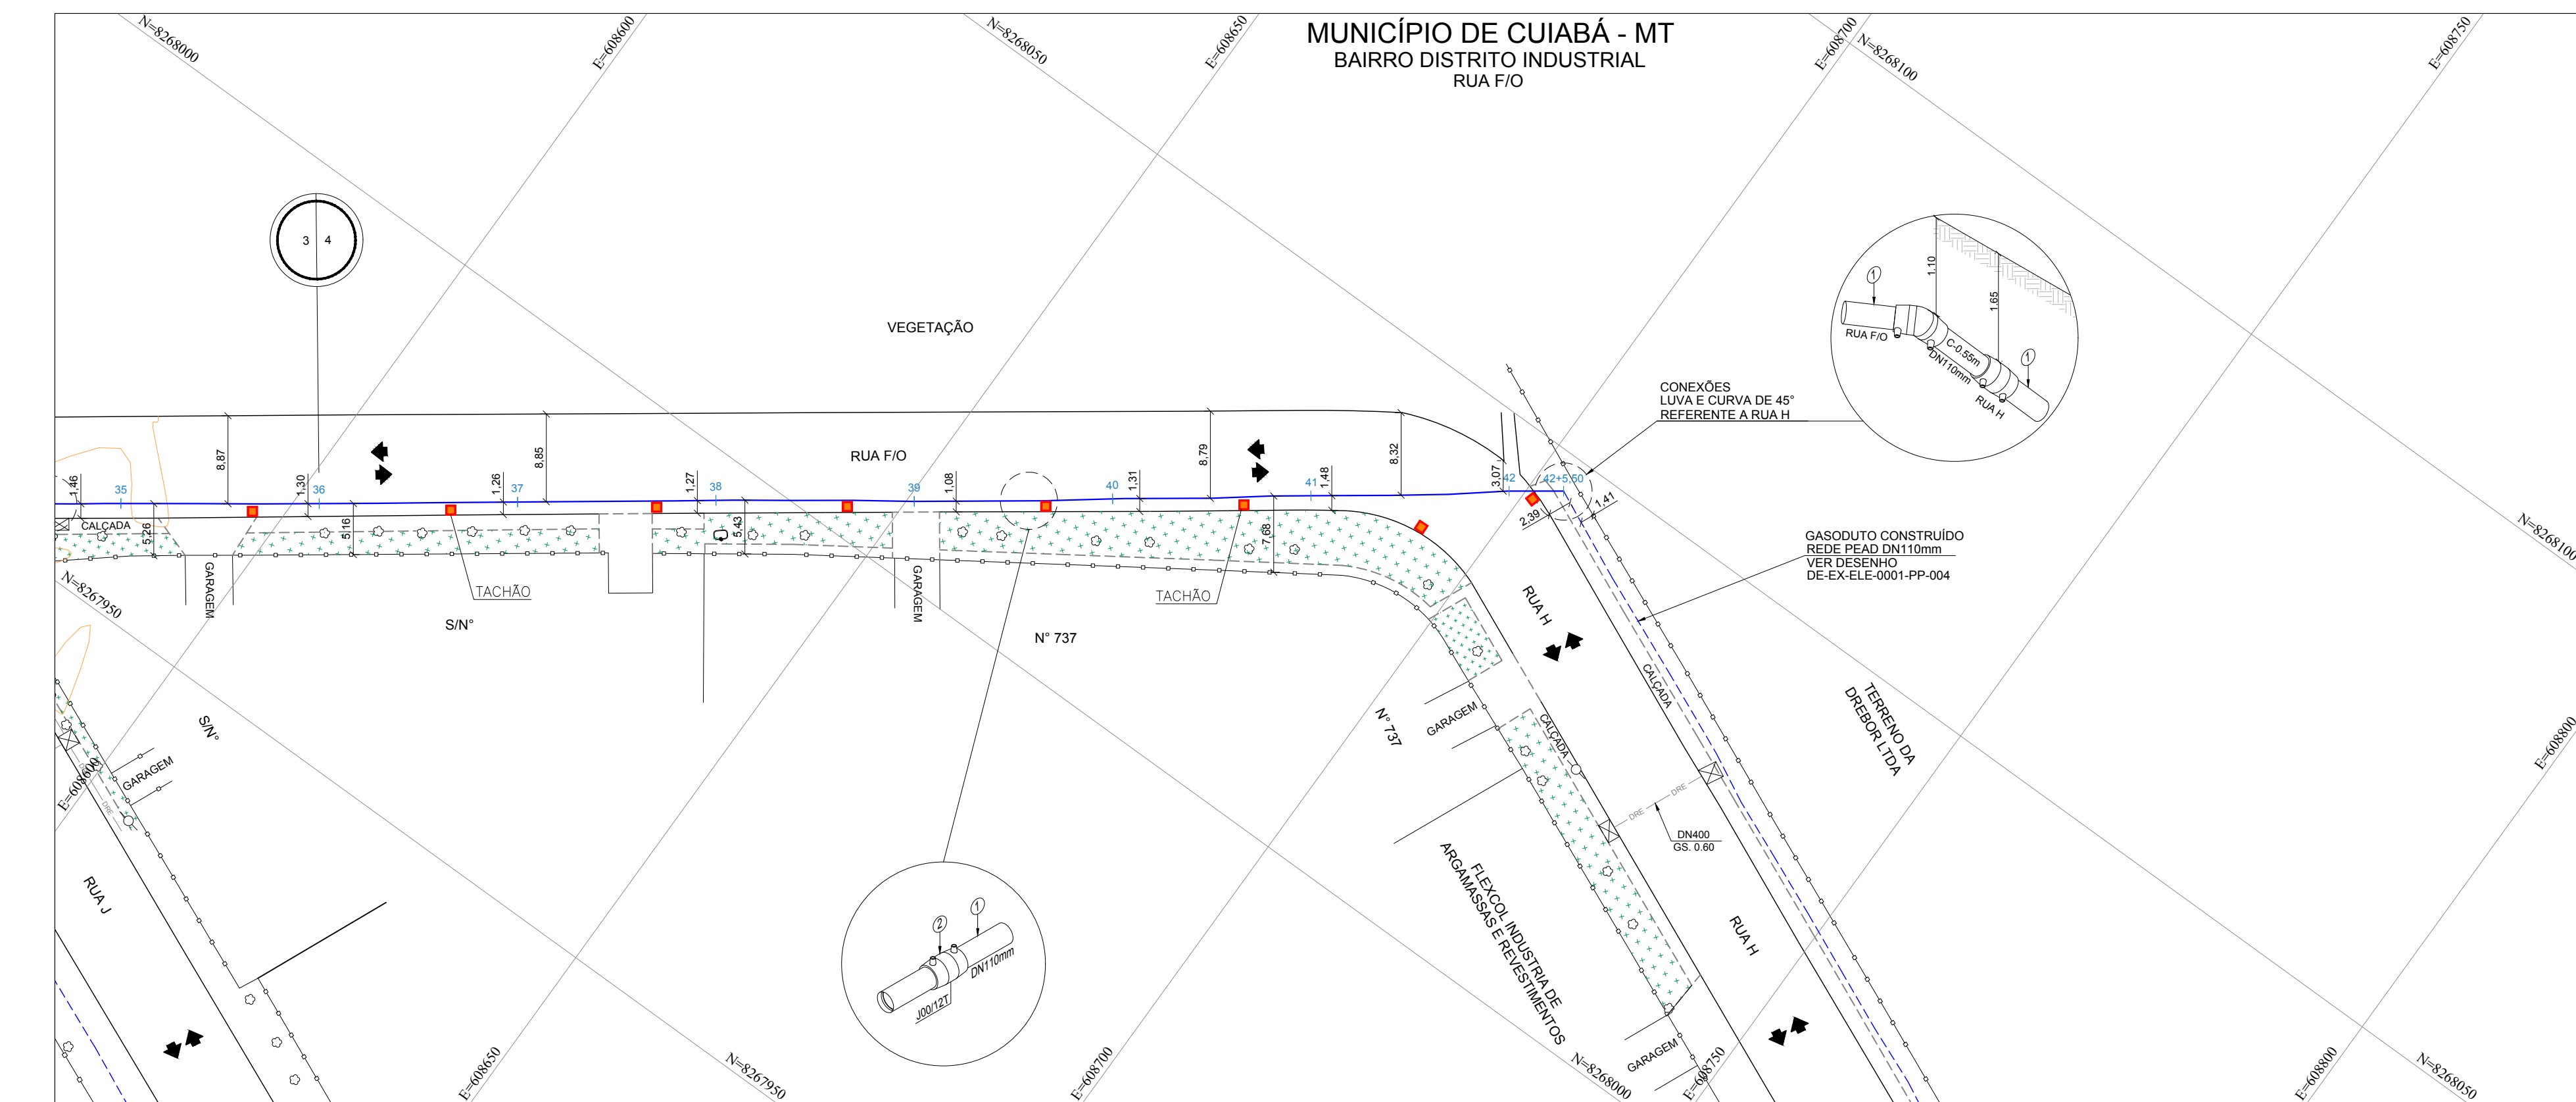 MUNICÍPIO DE CUIABÁ - MT
BAIRRO DISTRITO INDUSTRIAL
RUA F/O
N=8268000
E=608600
N=8268050
E=608650
E=608700
N=8268100
E=608750
3 4
VEGETAÇÃO
1.10
1.65
1
RUA F/O
C-0.55m
DN110mm
1
RUA H
CONEXÕES
LUVA E CURVA DE 45°
REFERENTE A RUA H
8,87
8,85
RUA F/O
8,79
8,32
3,07
1,46
35
1,30
36
1,26
37
1,27
38
39
1,08
40
1,31
41
1,48
42
42+5,50
2,39
1,41
CALÇADA
5,26
5,16
5,43
7,68
GASODUTO CONSTRUÍDO
REDE PEAD DN110mm
VER DESENHO
DE-EX-ELE-0001-PP-004
N=8268100
N=8267950
GARAGEM
TACHÃO
GARAGEM
TACHÃO
S/N°
N° 737
RUA H
CALÇADA
TERRENO DA
DREBOR LTDA
S/N°
N° 737
GARAGEM
CALÇADA
E=608800
E=608600
GARAGEM
DRE
DRE
DRE
DRE
DN400
GS. 0.60
RUA J
FLEXCOL INDUSTRIA DE
ARGAMASSAS E REVESTIMENTOS
RUA H
2
1
DN110mm
J00/12T
GARAGEM
E=608650
N=8267950
E=608700
N=8268000
E=608750
E=608800
N=8268050